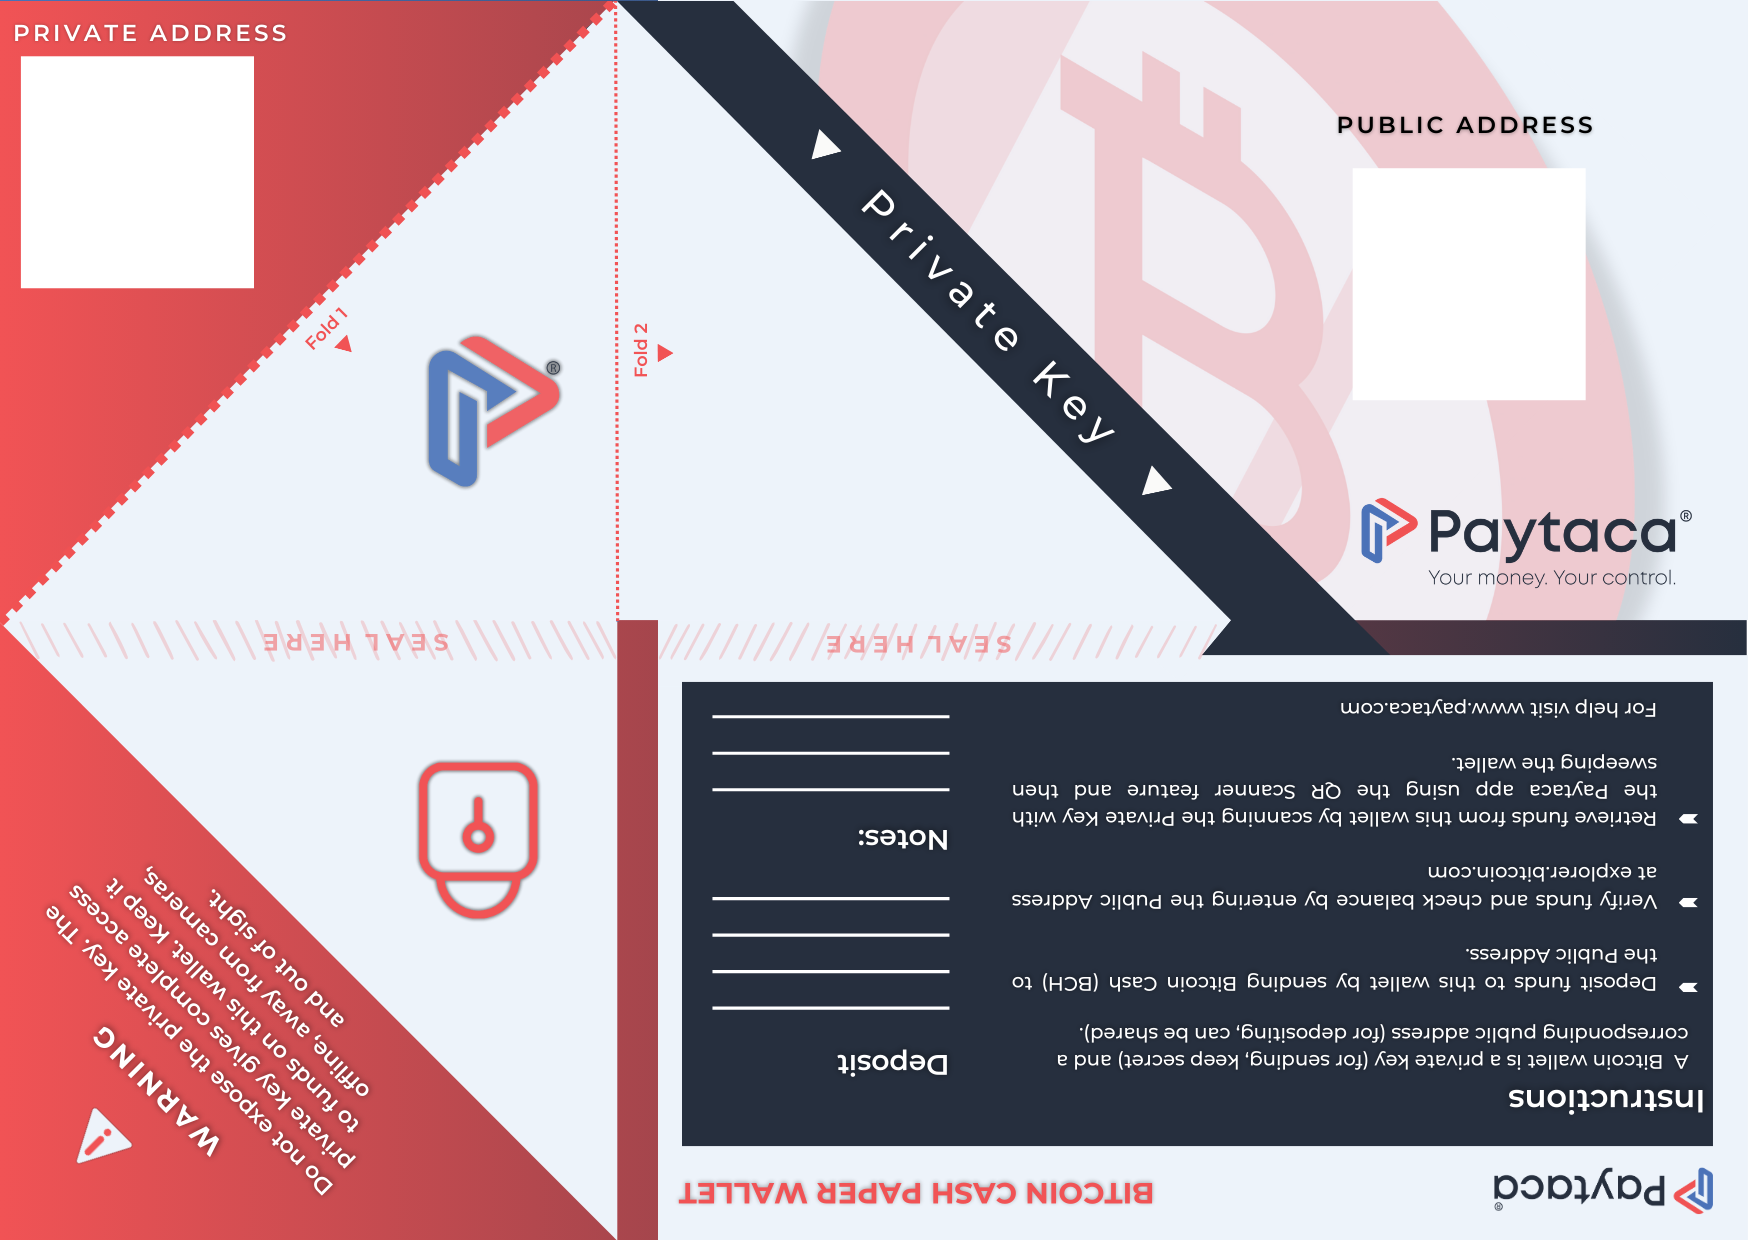 PRIVATE ADDRESS
PUBLIC ADDRESS
Private Key
Fold 1
Fold 2
®
Paytaca®
Your money. Your control.
SEAL HERE
SEAL HERE
WARNING
Do not expose the private key. The
private key gives complete access
to funds on this wallet. Keep it
offline, away from cameras,
and out of sight.
Paytaca®
BITCOIN CASH PAPER WALLET
Instructions
A Bitcoin wallet is a private key (for sending, keep secret) and a
corresponding public address (for depositing, can be shared).
Deposit funds to this wallet by sending Bitcoin Cash (BCH) to
the Public Address.
Verify funds and check balance by entering the Public Address
at explorer.bitcoin.com
Retrieve funds from this wallet by scanning the Private Key with
the Paytaca app using the QR Scanner feature and then
sweeping the wallet.
For help visit www.paytaca.com
Deposit
Notes: